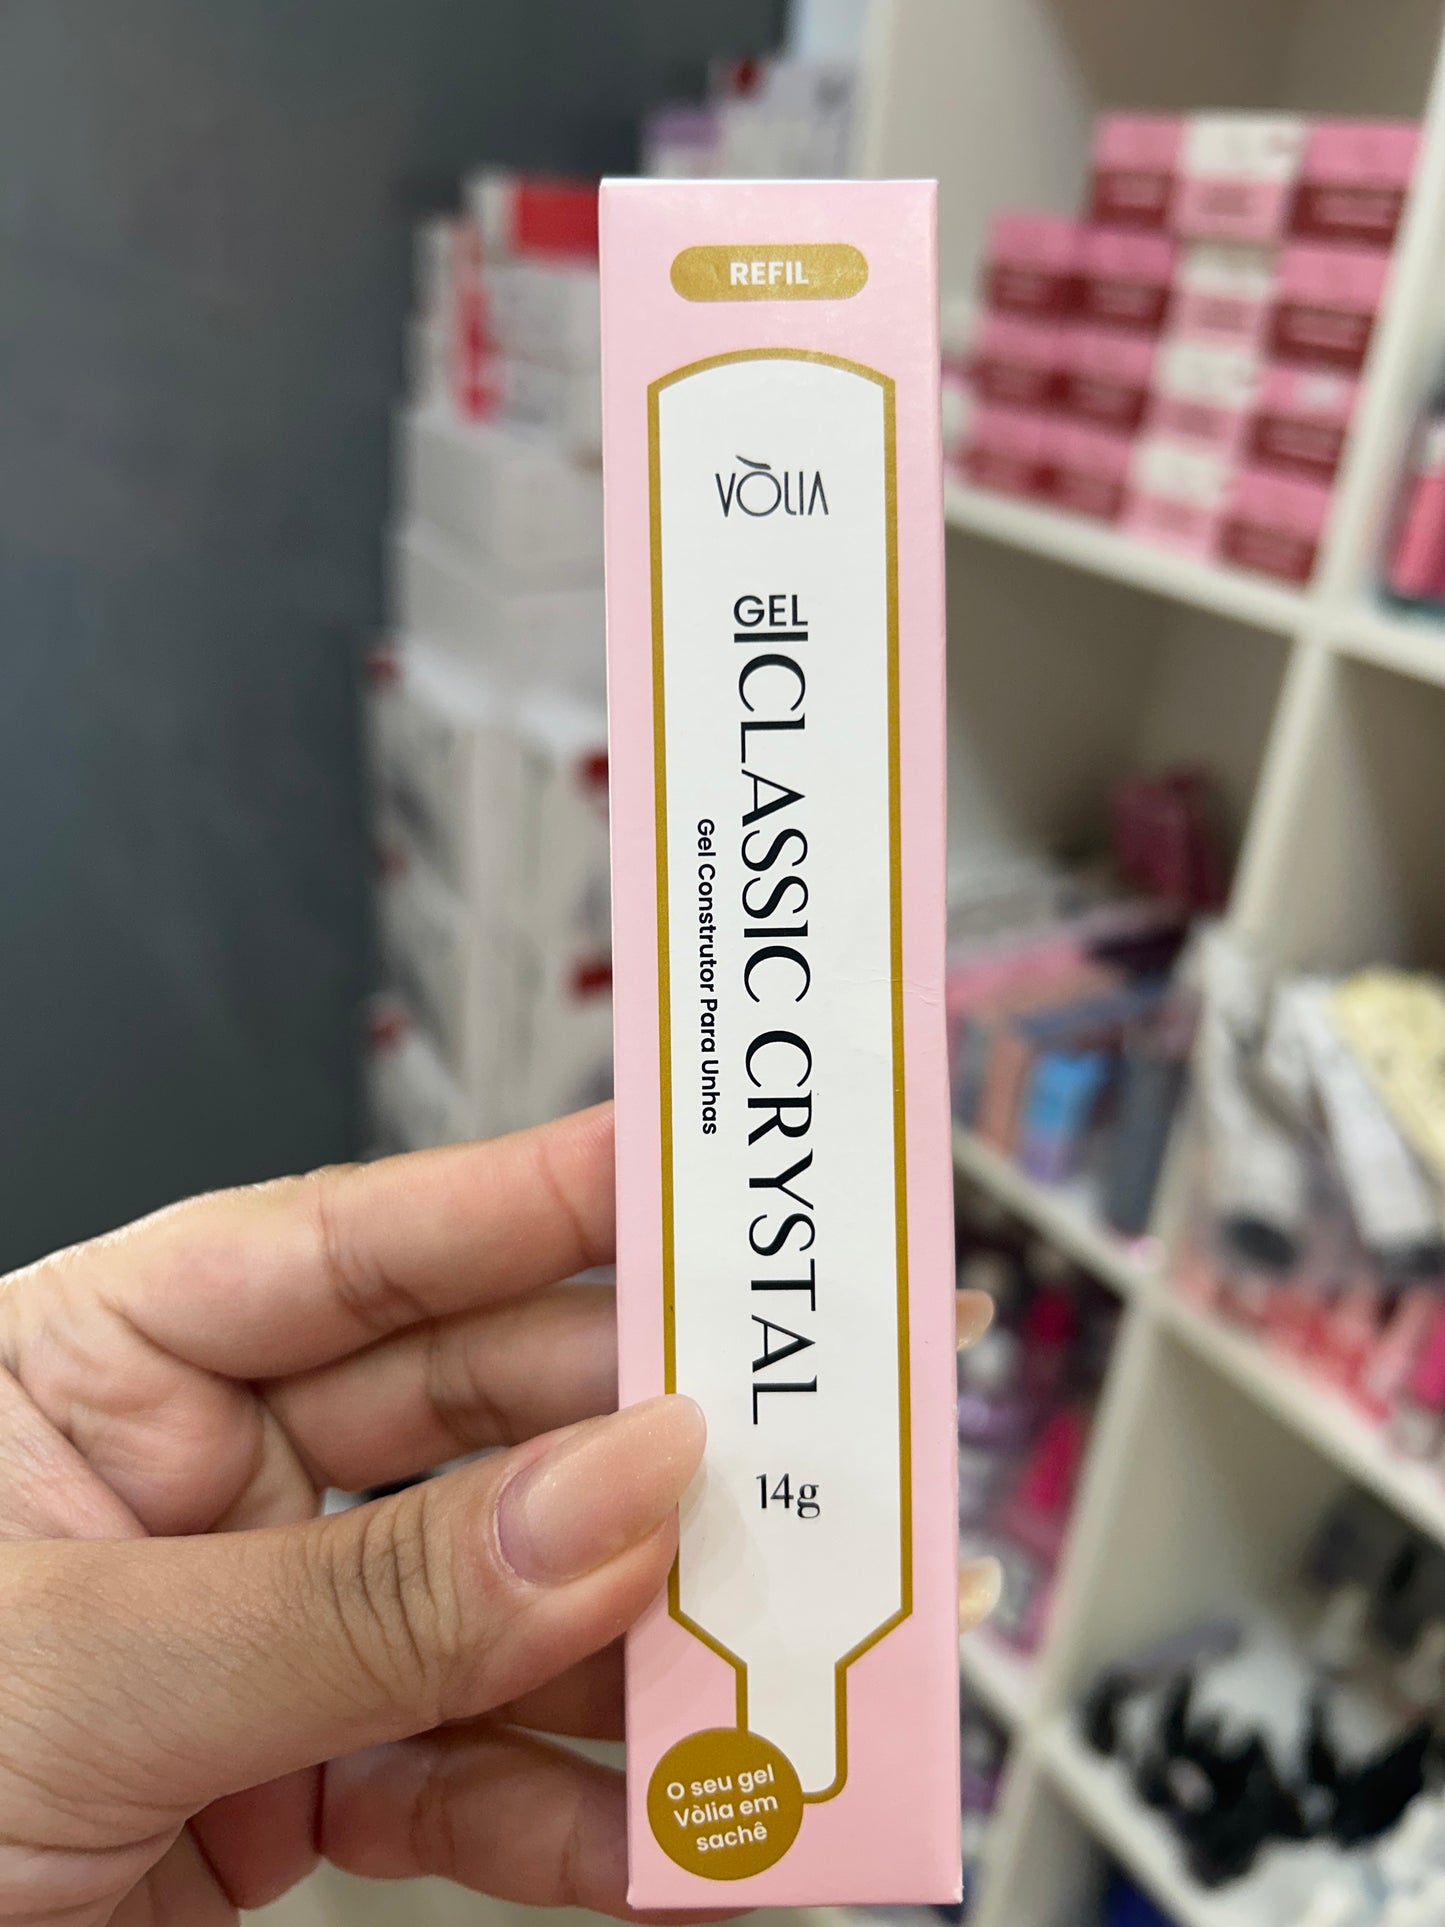 REFIL
VÒLIA
GEL
CLASSIC CRYSTAL
Gel Construtor Para Unhas
14g
O seu gel
Vòlia em
sachê